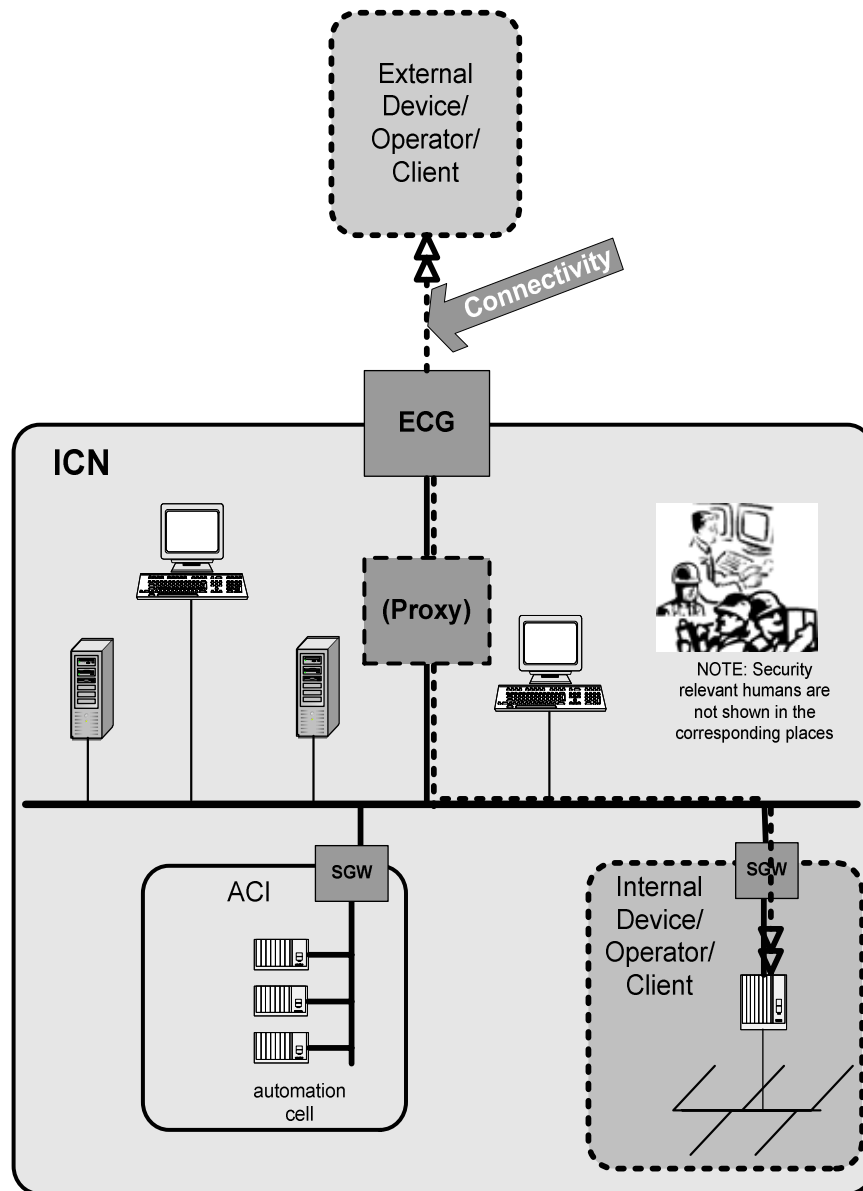 External
Device/
Operator/
Client
Connectivity
ECG
ICN
(Proxy)
NOTE: Security
relevant humans are
not shown in the
corresponding places
SGW
ACI
automation
cell
SGW
Internal
Device/
Operator/
Client